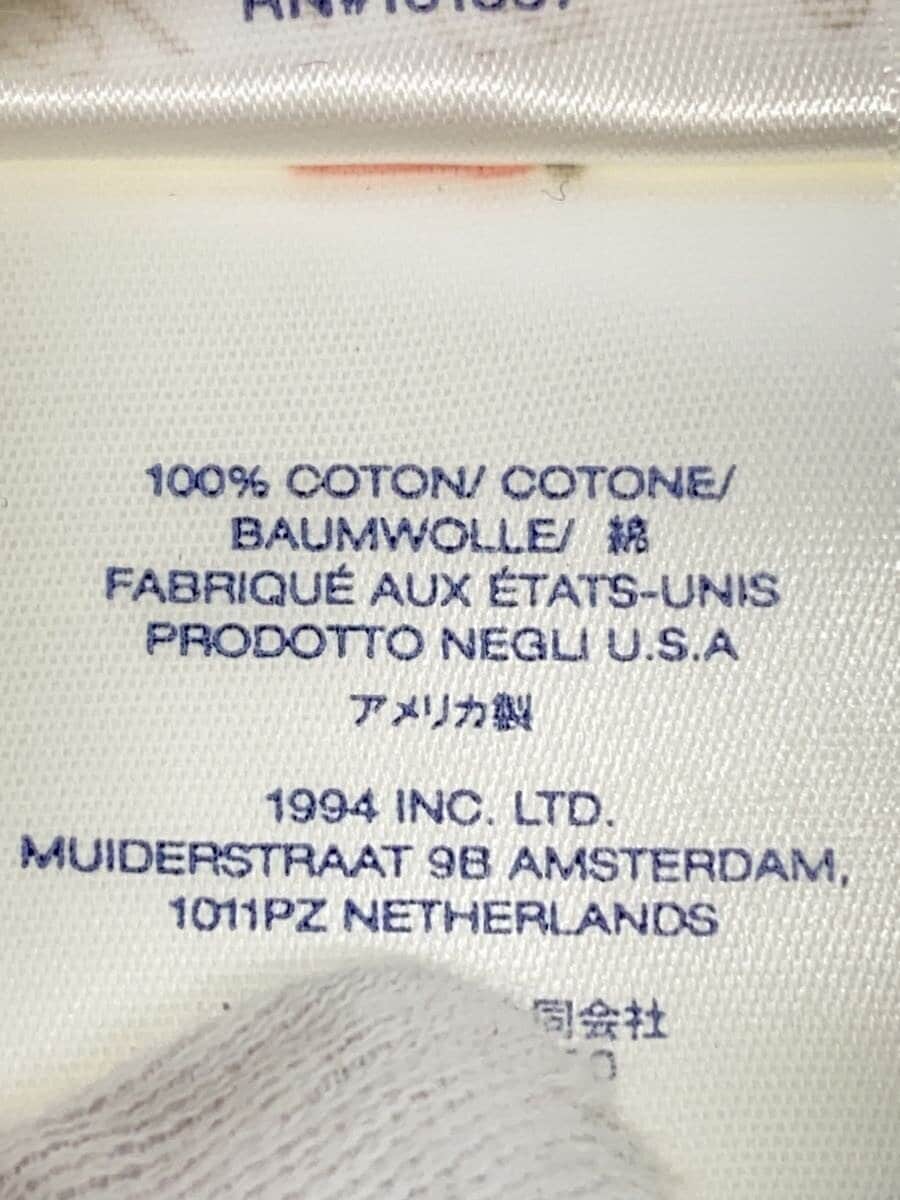 100% COTON/ COTONE/
BAUMWOLLE/ 綿
FABRIQUÉ AUX ÉTATS-UNIS
PRODOTTO NEGLI U.S.A
アメリカ製
1994 INC. LTD.
MUIDERSTRAAT 9B AMSTERDAM,
1011PZ NETHERLANDS
同会社